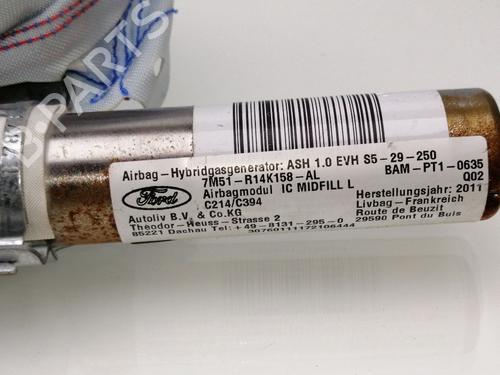 B-PARTS
Airbag-Hybridgasgenerator: ASH 1.0 EVH S5-29-250
7M51-R14K158-AL BAM-PT1-0635
Airbagmodul IC MIDFILL L Q02
C214/C394 Herstellungsjahr: 2011
Ford
Autoliv B.V. & Co.KG Livbag-Frankreich
Theodor-Heuss-Strasse 2 Route de Beuzit
85221 Dachau Tel:+49-8131-295-0 29590 Pont du Buis
30760111172106444